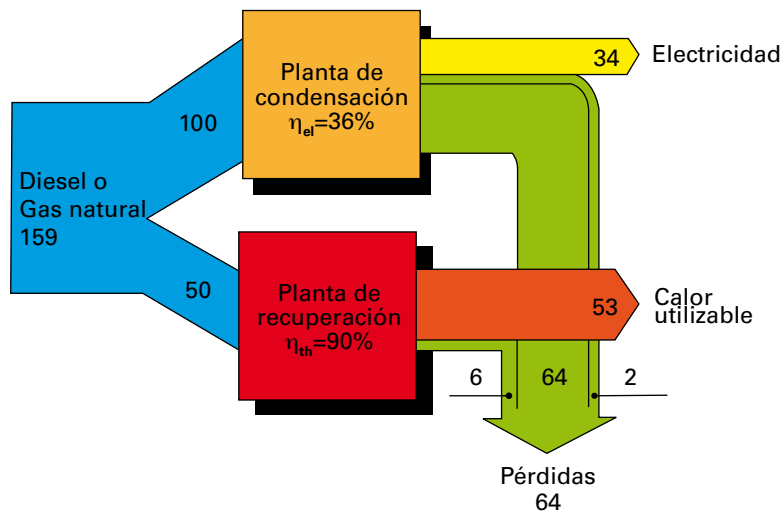 Diesel o
Gas natural
159
100
50
Planta de
condensación
ηel=36%
34
Electricidad
Planta de
recuperación
ηth=90%
53
Calor
utilizable
6
64
2
Pérdidas
64